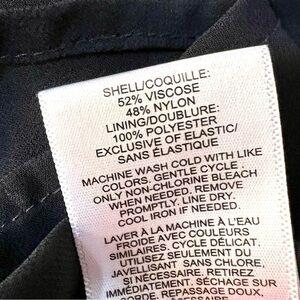 SHELL/COQUILLE:
52% VISCOSE
48% NYLON
LINING/DOUBLURE:
100% POLYESTER
EXCLUSIVE OF ELASTIC/
SANS ÉLASTIQUE
MACHINE WASH COLD WITH LIKE
COLORS. GENTLE CYCLE.
ONLY NON-CHLORINE BLEACH
WHEN NEEDED. REMOVE
PROMPTLY. LINE DRY.
COOL IRON IF NEEDED.
LAVER À LA MACHINE À L'EAU
FROIDE AVEC COULEURS
SIMILAIRES. CYCLE DÉLICAT.
UTILISEZ SEULEMENT DU
JAVELLISANT SANS CHLORE,
SI NÉCESSAIRE. RETIREZ
IMMÉDIATEMENT. SÉCHAGE SUR
CORDE. REPASSAGE DOUX,
NÉCESSAIRE.